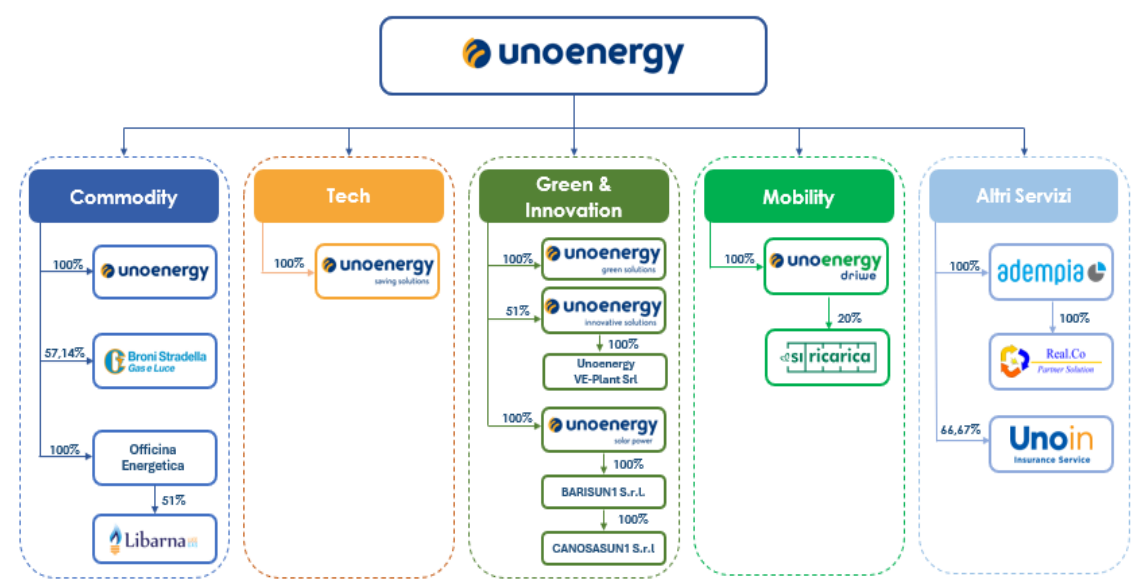 unoenergy
Commodity
100%
unoenergy
57,14%
Broni Stradella
Gas e Luce
100%
Officina
Energetica
51%
Libarna
Tech
100%
unoenergy
saving solutions
Green &
Innovation
100%
unoenergy
green solutions
51%
unoenergy
innovative solutions
100%
Unoenergy
VE-Plant Srl
100%
unoenergy
solar power
100%
BARISUN1 S.r.l.
100%
CANOSASUN1 S.r.l
Mobility
100%
unoenergy
driwe
20%
si ricarica
Altri Servizi
100%
adempia
100%
Real.Co
Partner Solution
66,67%
Unoin
Insurance Service